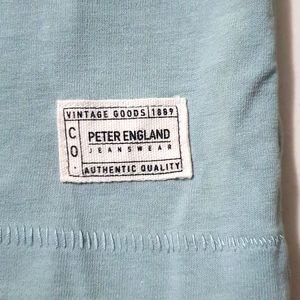 VINTAGE GOODS 1889
CO.
PETER ENGLAND
JEANSWEAR
AUTHENTIC QUALITY